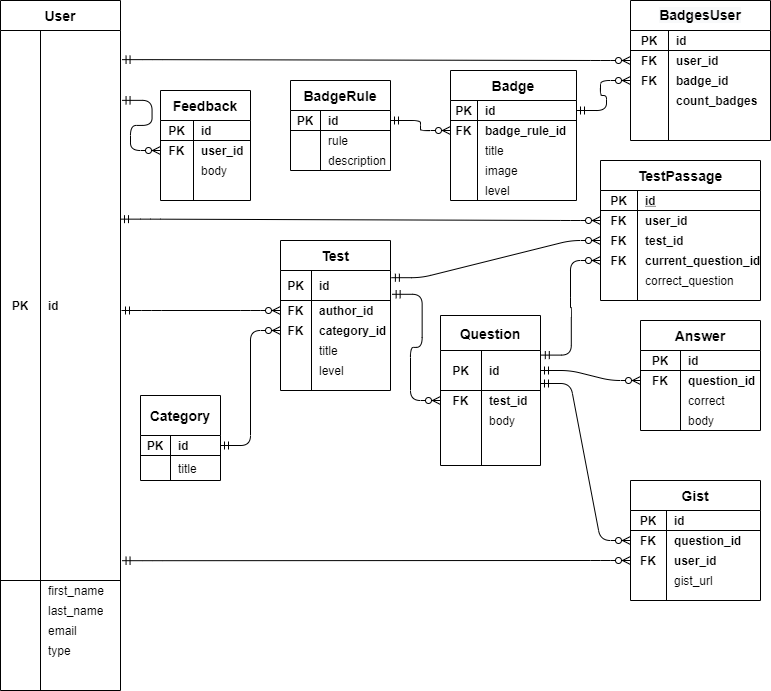 User
PK id
first_name
last_name
email
type
Feedback
PK id
FK user_id
body
BadgeRule
PK id
rule
description
Badge
PK id
FK badge_rule_id
title
image
level
BadgesUser
PK id
FK user_id
FK badge_id
count_badges
TestPassage
PK id
FK user_id
FK test_id
FK current_question_id
correct_question
Test
PK id
FK author_id
FK category_id
title
level
Category
PK id
title
Question
PK id
FK test_id
body
Answer
PK id
FK question_id
correct
body
Gist
PK id
FK question_id
FK user_id
gist_url